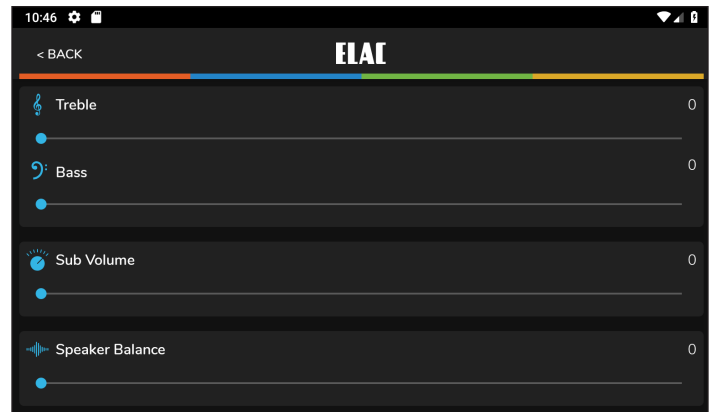 10:46
< BACK
ELAC
Treble 0
Bass 0
Sub Volume 0
Speaker Balance 0